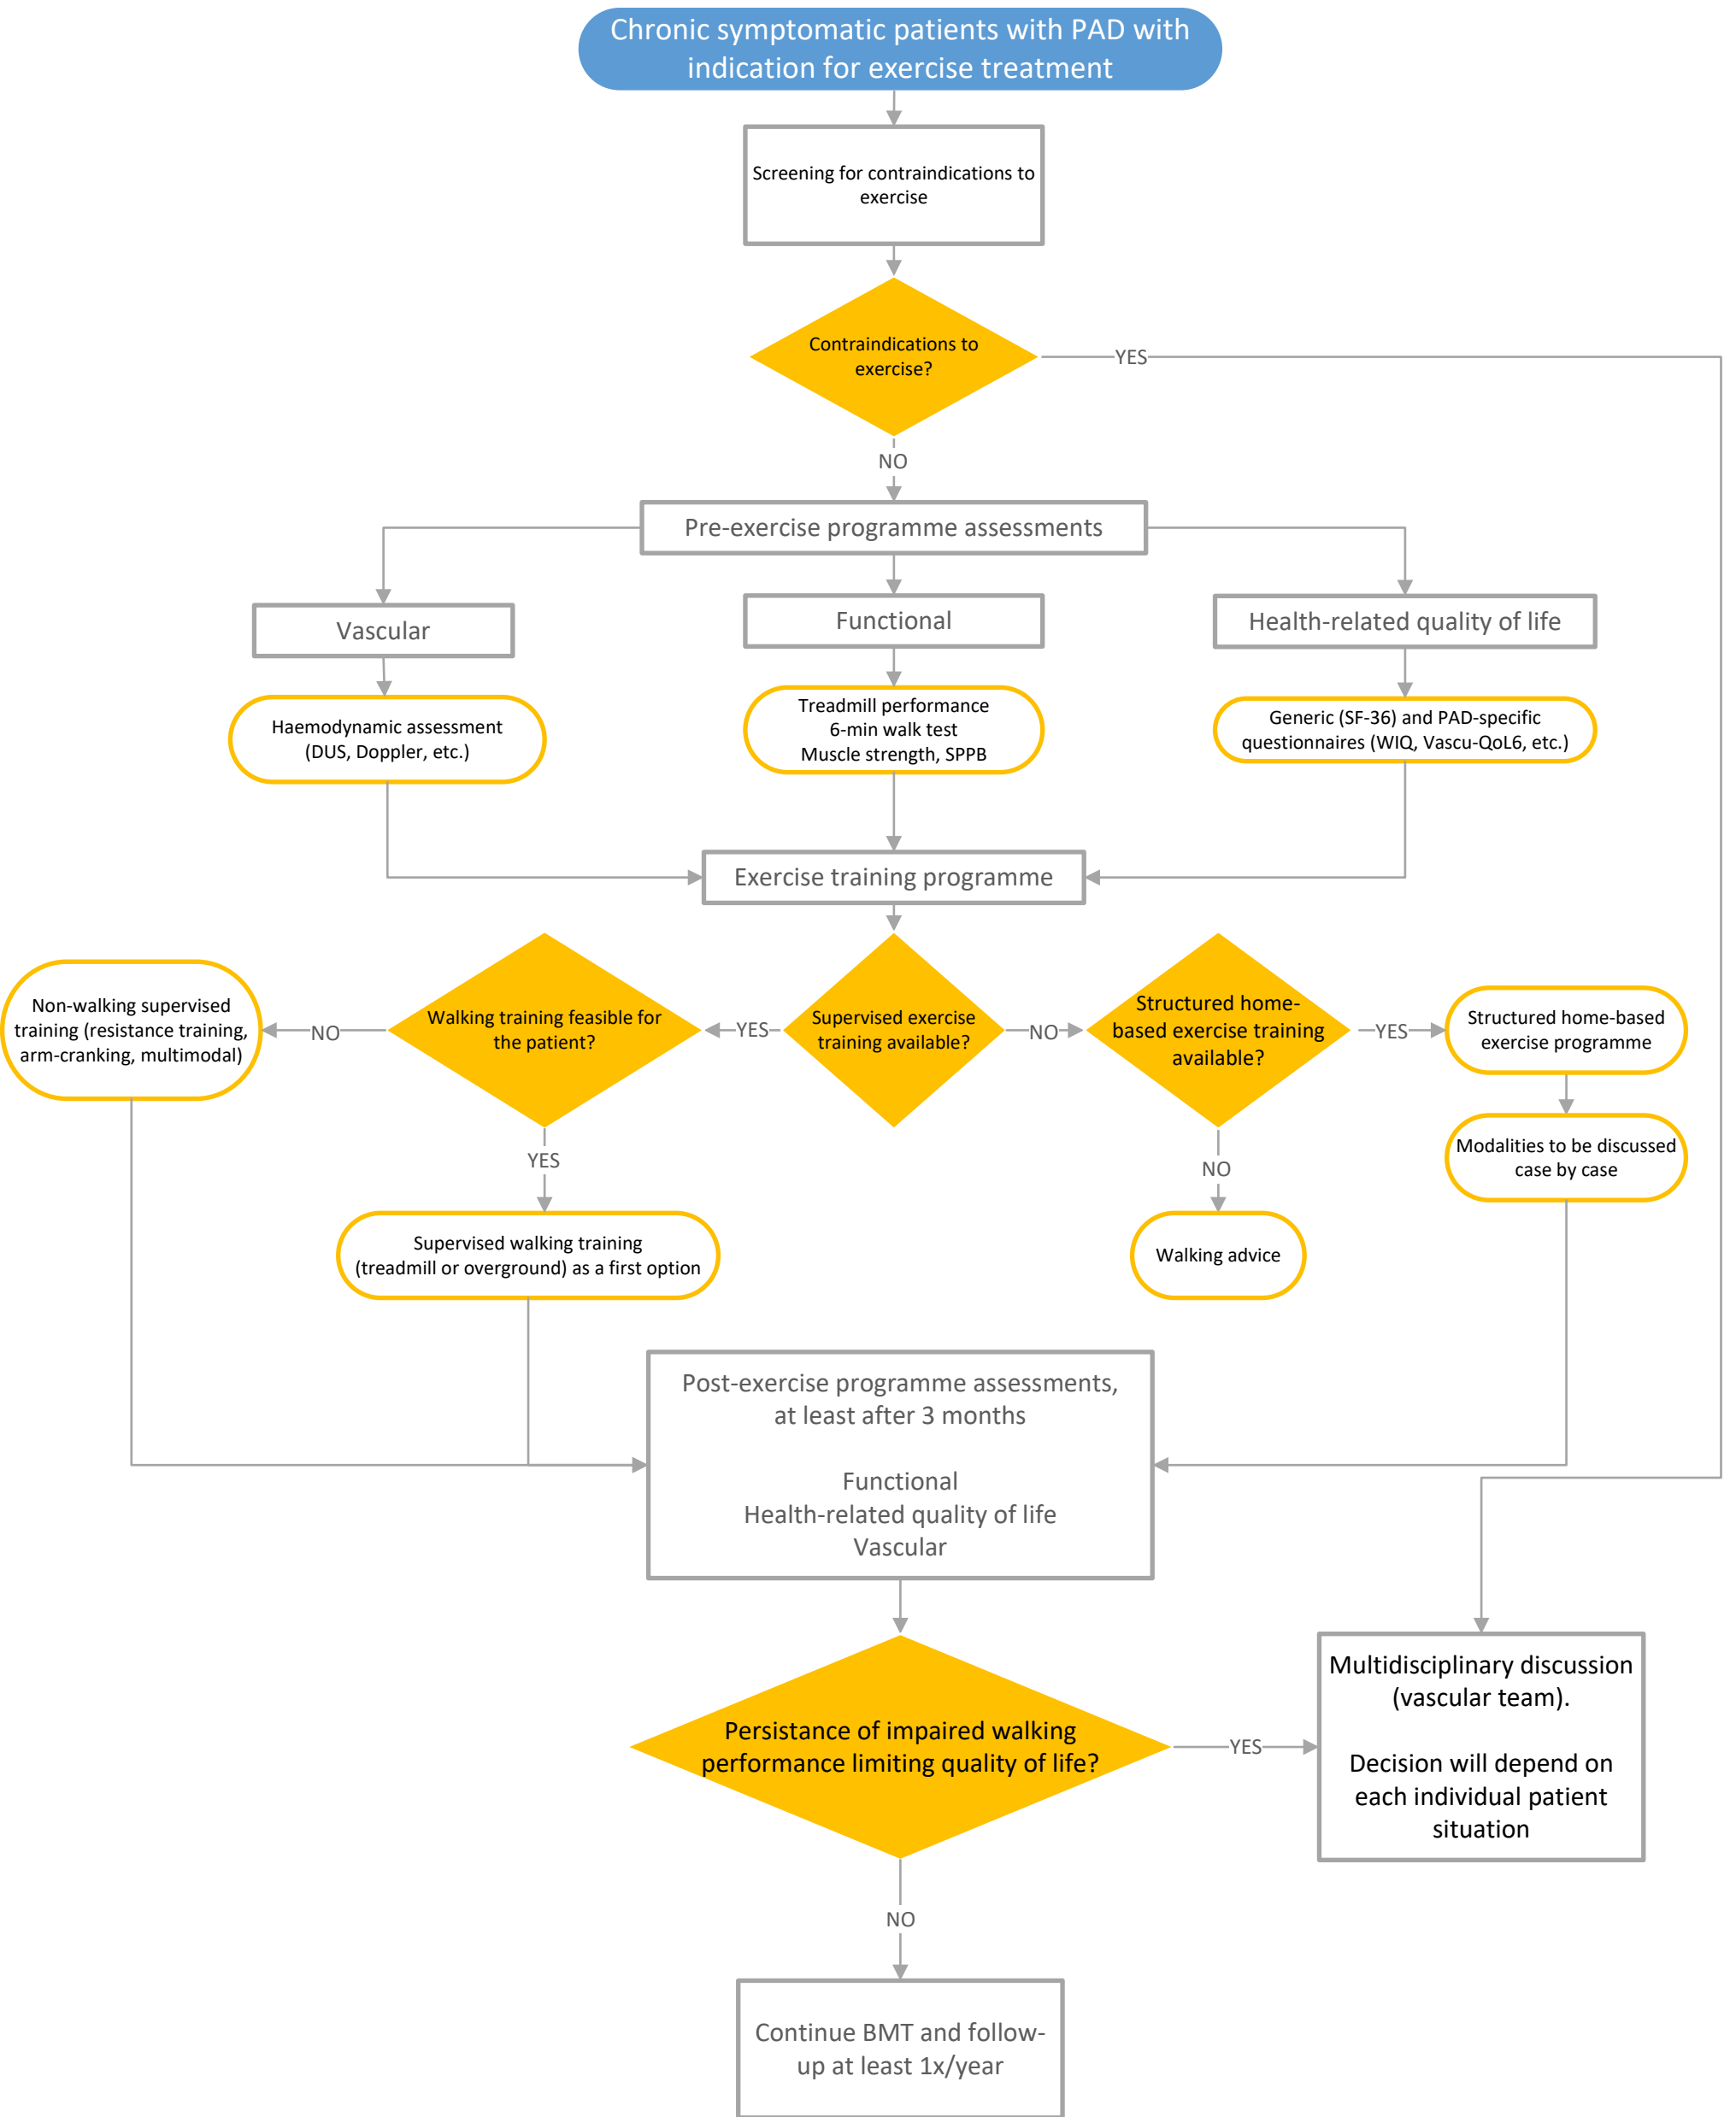 Chronic symptomatic patients with PAD with
indication for exercise treatment
Screening for contraindications to
exercise
Contraindications to
exercise?
YES
NO
Pre-exercise programme assessments
Vascular
Functional
Health-related quality of life
Haemodynamic assessment
(DUS, Doppler, etc.)
Treadmill performance
6-min walk test
Muscle strength, SPPB
Generic (SF-36) and PAD-specific
questionnaires (WIQ, Vascu-QoL6, etc.)
Exercise training programme
Non-walking supervised
training (resistance training,
arm-cranking, multimodal)
NO
Walking training feasible for
the patient?
YES
Supervised exercise
training available?
NO
Structured home-
based exercise training
available?
YES
Structured home-based
exercise programme
YES
NO
Modalities to be discussed
case by case
Supervised walking training
(treadmill or overground) as a first option
Walking advice
Post-exercise programme assessments,
at least after 3 months
Functional
Health-related quality of life
Vascular
Persistance of impaired walking
performance limiting quality of life?
YES
Multidisciplinary discussion
(vascular team).
Decision will depend on
each individual patient
situation
NO
Continue BMT and follow-
up at least 1x/year